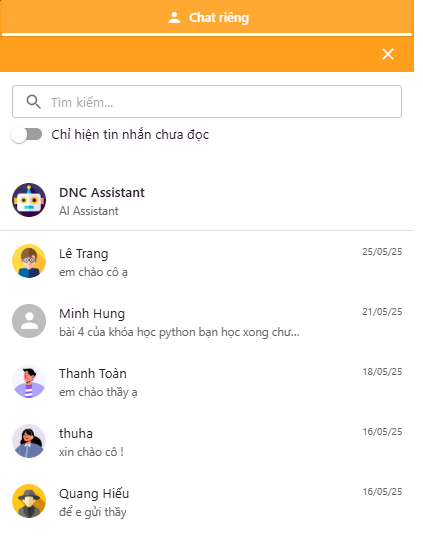 Chat riêng
Tìm kiếm...
Chỉ hiện tin nhắn chưa đọc
DNC Assistant
AI Assistant
Lê Trang 25/05/25
em chào cô ạ
Minh Hung 21/05/25
bài 4 của khóa học python bạn học xong chư...
Thanh Toàn 18/05/25
em chào thầy ạ
thuha 16/05/25
xin chào cô !
Quang Hiếu 16/05/25
để e gửi thầy